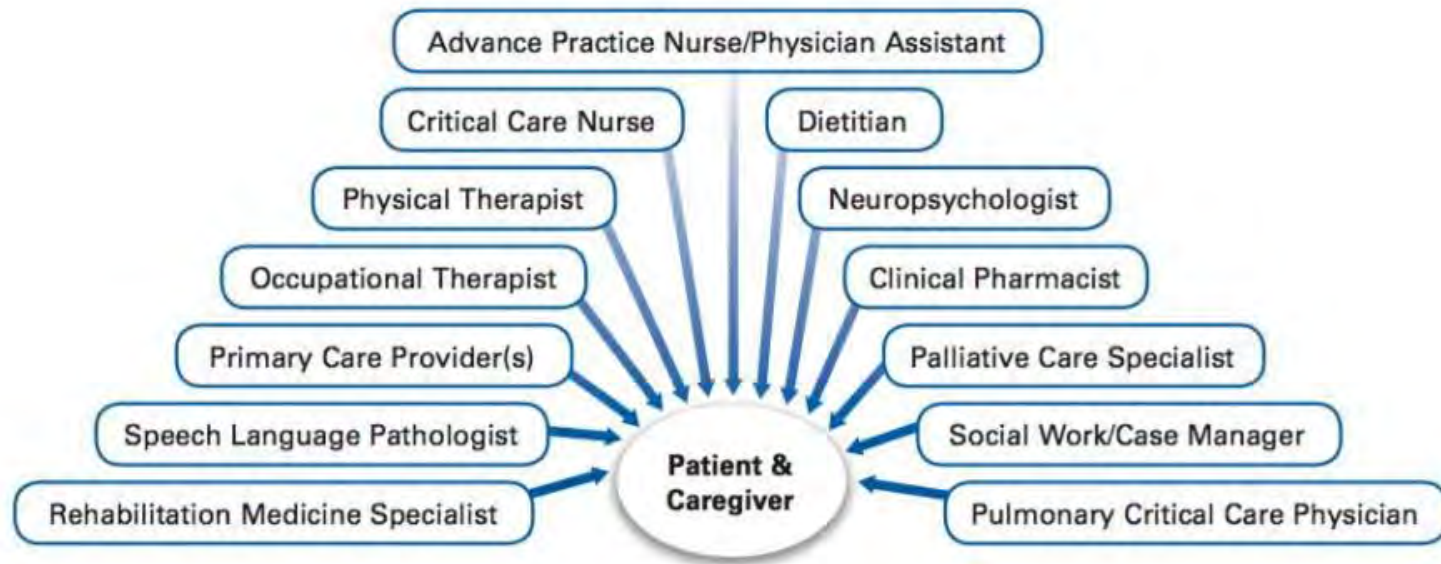 Advance Practice Nurse/Physician Assistant
Critical Care Nurse
Dietitian
Physical Therapist
Neuropsychologist
Occupational Therapist
Clinical Pharmacist
Primary Care Provider(s)
Palliative Care Specialist
Speech Language Pathologist
Social Work/Case Manager
Patient &
Caregiver
Rehabilitation Medicine Specialist
Pulmonary Critical Care Physician